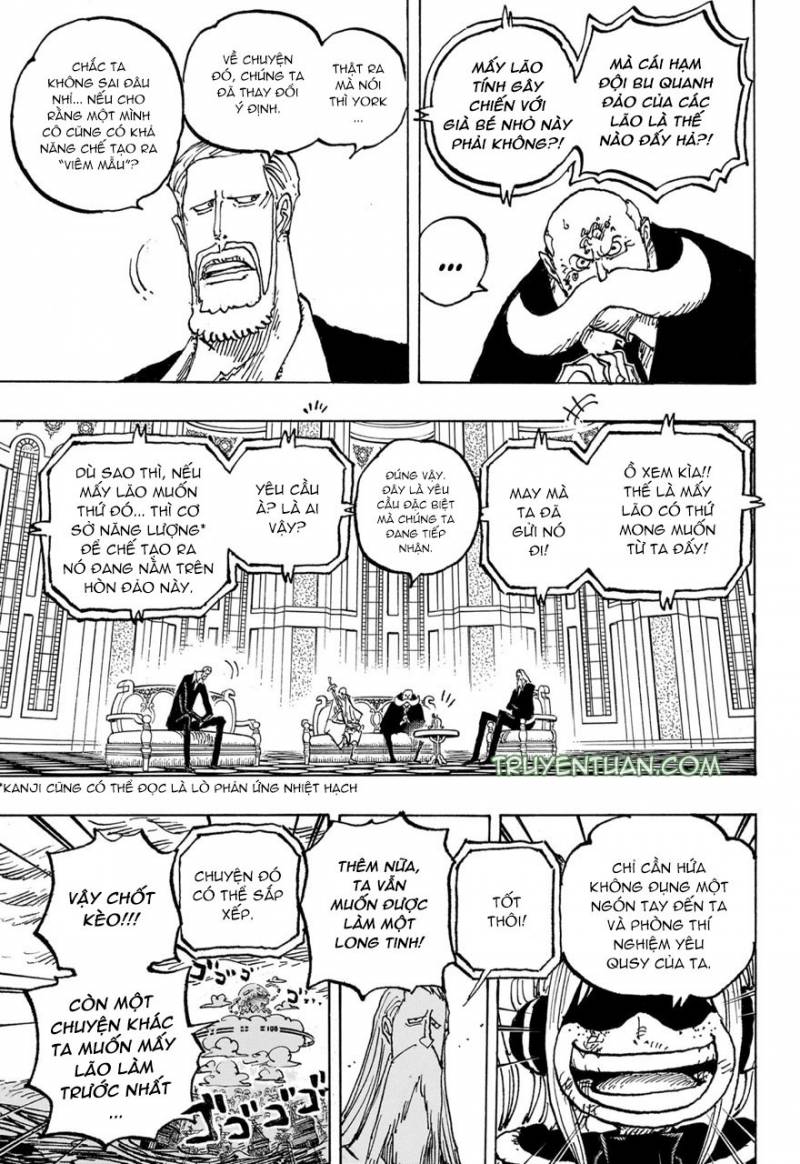 MÀ CÁI HẠM
ĐỘI BU QUANH
ĐẢO CỦA CÁC
LÃO LÀ THẾ
NÀO ĐẤY HẢ?!
MẤY LÃO
TÍNH GÂY
CHIẾN VỚI
GIÀ BÉ NHỎ NÀY
PHẢI KHÔNG?!
...
THẬT RA
MÀ NÓI
THÌ YORK
...
VỀ CHUYỆN
ĐÓ, CHÚNG TA
ĐÃ THAY ĐỔI
Ý ĐỊNH.
CHẮC TA
KHÔNG SAI ĐÂU
NHỈ... NẾU CHO
RẰNG MỘT MÌNH
CÔ CŨNG CÓ KHẢ
NĂNG CHẾ TẠO RA
"VIÊM MẪU"?
Ồ XEM KÌA!!
THẾ LÀ MẤY
LÃO CÓ THỨ
MONG MUỐN
TỪ TA ĐẤY!
MAY MÀ
TA ĐÃ
GỬI NÓ
ĐI!
ĐÚNG VẬY.
ĐÂY LÀ YÊU
CẦU ĐẶC BIỆT
MÀ CHÚNG TA
ĐANG TIẾP
NHẬN.
YÊU CẦU
À? LÀ AI
VẬY?
DÙ SAO THÌ, NẾU
MẤY LÃO MUỐN
THỨ ĐÓ... THÌ CƠ
SỞ NĂNG LƯỢNG*
ĐỂ CHẾ TẠO RA
NÓ ĐANG NẰM TRÊN
HÒN ĐẢO NÀY.
TRUYENTUAN.COM
*KANJI CŨNG CÓ THỂ ĐỌC LÀ LÒ PHẢN ỨNG NHIỆT HẠCH
CHỈ CẦN HỨA
KHÔNG ĐỤNG MỘT
NGÓN TAY ĐẾN TA
VÀ PHÒNG THÍ
NGHIỆM YÊU
QUSY CỦA TA.
TỐT
THÔI!
THÊM NỮA,
TA VẪN
MUỐN ĐƯỢC
LÀM MỘT
LONG TINH!
CHUYỆN ĐÓ
CÓ THỂ SẮP
XẾP.
VẬY CHỐT
KÈO!!!
ゴゴゴゴ
ゴゴゴゴ
CÒN MỘT
CHUYỆN KHÁC
TA MUỐN MẤY
LÃO LÀM
TRƯỚC NHẤT
...